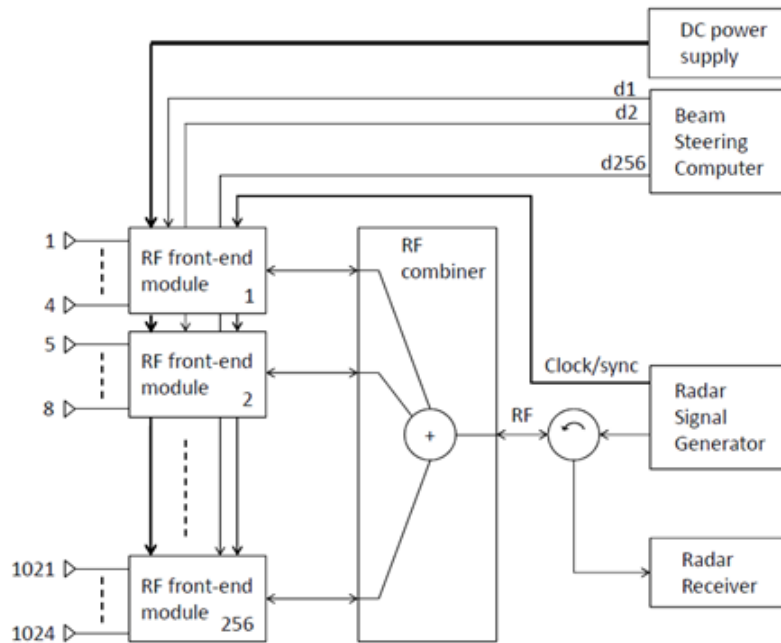 DC power
supply
d1
d2
d256
Beam
Steering
Computer
1
4
RF front-end
module
1
RF
combiner
5
8
RF front-end
module
2
Clock/sync
RF
+
Radar
Signal
Generator
1021
1024
RF front-end
module
256
Radar
Receiver